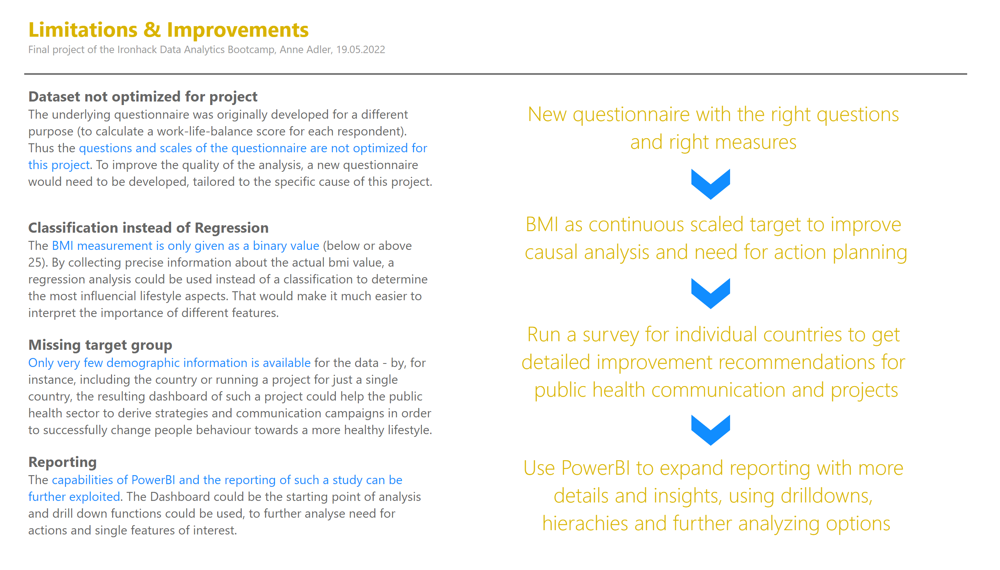 Limitations & Improvements
Final project of the Ironhack Data Analytics Bootcamp, Anne Adler, 19.05.2022
Dataset not optimized for project
The underlying questionnaire was originally developed for a different
purpose (to calculate a work-life-balance score for each respondent).
Thus the questions and scales of the questionnaire are not optimized for
this project. To improve the quality of the analysis, a new questionnaire
would need to be developed, tailored to the specific cause of this project.
Classification instead of Regression
The BMI measurement is only given as a binary value (below or above
25). By collecting precise information about the actual bmi value, a
regression analysis could be used instead of a classification to determine
the most influencial lifestyle aspects. That would make it much easier to
interpret the importance of different features.
Missing target group
Only very few demographic information is available for the data - by, for
instance, including the country or running a project for just a single
country, the resulting dashboard of such a project could help the public
health sector to derive strategies and communication campaigns in order
to successfully change people behaviour towards a more healthy lifestyle.
Reporting
The capabilities of PowerBI and the reporting of such a study can be
further exploited. The Dashboard could be the starting point of analysis
and drill down functions could be used, to further analyse need for
actions and single features of interest.
New questionnaire with the right questions
and right measures
BMI as continuous scaled target to improve
causal analysis and need for action planning
Run a survey for individual countries to get
detailed improvement recommendations for
public health communication and projects
Use PowerBI to expand reporting with more
details and insights, using drilldowns,
hierachies and further analyzing options